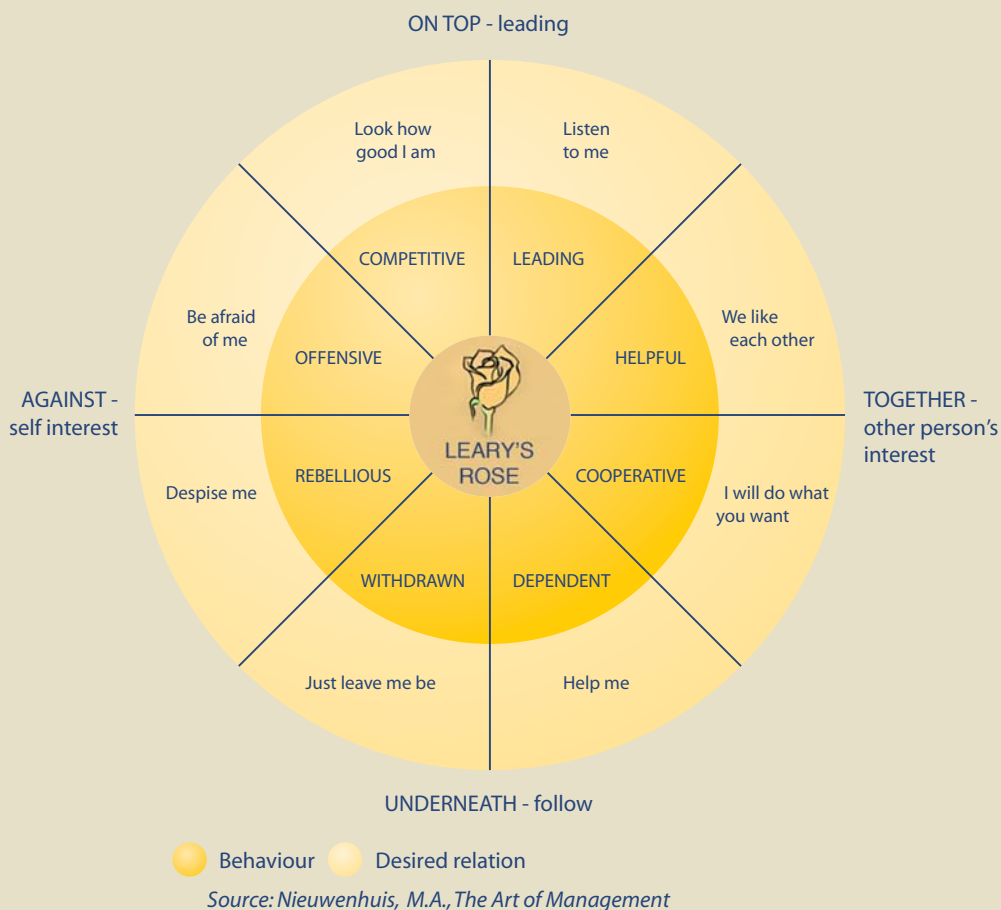 ON TOP - leading
Look how
good I am
Listen
to me
COMPETITIVE
LEADING
Be afraid
of me
We like
each other
OFFENSIVE
HELPFUL
AGAINST -
self interest
TOGETHER -
other person's
interest
LEARY'S
ROSE
REBELLIOUS
COOPERATIVE
Despise me
I will do what
you want
WITHDRAWN
DEPENDENT
Just leave me be
Help me
UNDERNEATH - follow
Behaviour
Desired relation
Source: Nieuwenhuis, M.A., The Art of Management